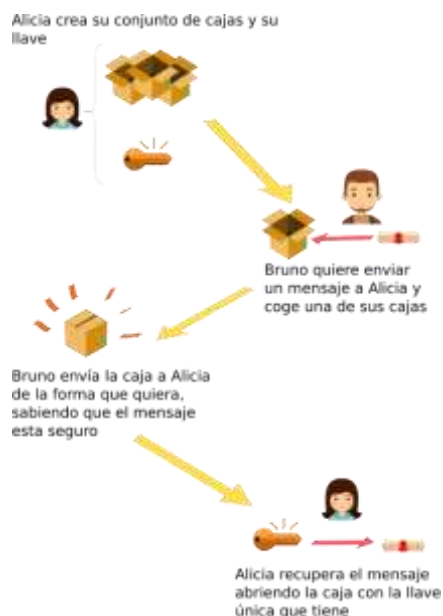 Alicia crea su conjunto de cajas y su
llave
Bruno quiere enviar
un mensaje a Alicia y
coge una de sus cajas
Bruno envía la caja a Alicia
de la forma que quiera,
sabiendo que el mensaje
esta seguro
Alicia recupera el mensaje
abriendo la caja con la llave
única que tiene